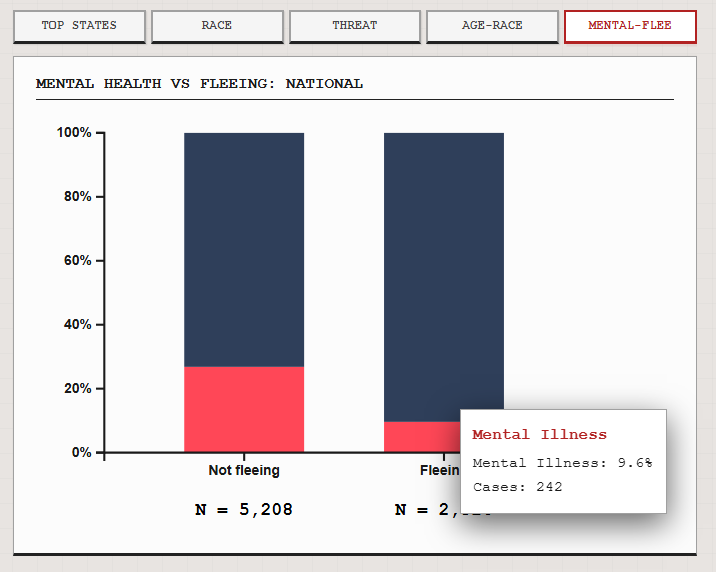 TOP STATES
RACE
THREAT
AGE-RACE
MENTAL-FLEE
MENTAL HEALTH VS FLEEING: NATIONAL
100%
80%
60%
40%
20%
0%
Not fleeing
N = 5,208
N =
Mental Illness
Mental Illness: 9.6%
Cases: 242